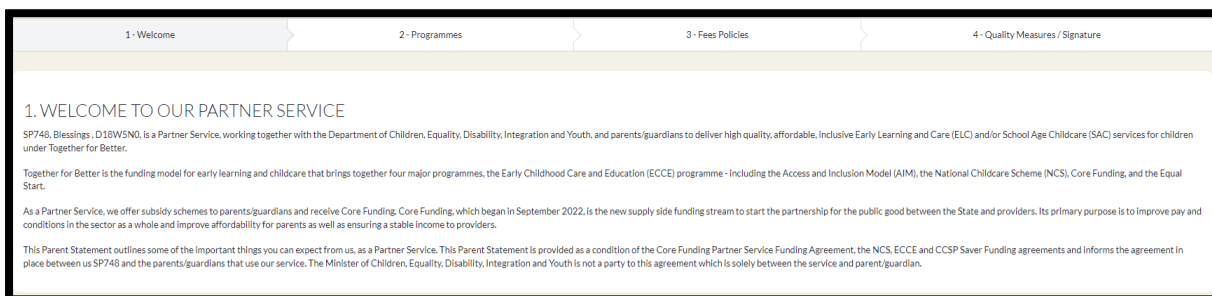 1 - Welcome
2 - Programmes
3 - Fees Policies
4 - Quality Measures / Signature
1. WELCOME TO OUR PARTNER SERVICE
SP748, Blessings , D18W5N0, is a Partner Service, working together with the Department of Children, Equality, Disability, Integration and Youth, and parents/guardians to deliver high quality, affordable, inclusive Early Learning and Care (ELC) and/or School Age Childcare (SAC) services for children
under Together for Better.
Together for Better is the funding model for early learning and childcare that brings together four major programmes, the Early Childhood Care and Education (ECCE) programme - including the Access and Inclusion Model (AIM), the National Childcare Scheme (NCS), Core Funding, and the Equal
Start.
As a Partner Service, we offer subsidy schemes to parents/guardians and receive Core Funding. Core Funding, which began in September 2022, is the new supply side funding stream to start the partnership for the public good between the State and providers. Its primary purpose is to improve pay and
conditions in the sector as a whole and improve affordability for parents as well as ensuring a stable income to providers.
This Parent Statement outlines some of the important things you can expect from us, as a Partner Service. This Parent Statement is provided as a condition of the Core Funding Partner Service Funding Agreement, the NCS, ECCE and CCSP Saver Funding agreements and informs the agreement in
place between us SP748 and the parents/guardians that use our service. The Minister of Children, Equality, Disability, Integration and Youth is not a party to this agreement which is solely between the service and parent/guardian.